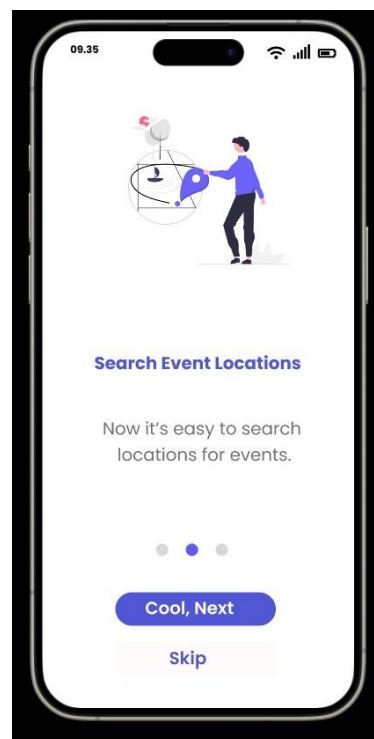 09.35
Search Event Locations
Now it's easy to search
locations for events.
Cool, Next
Skip